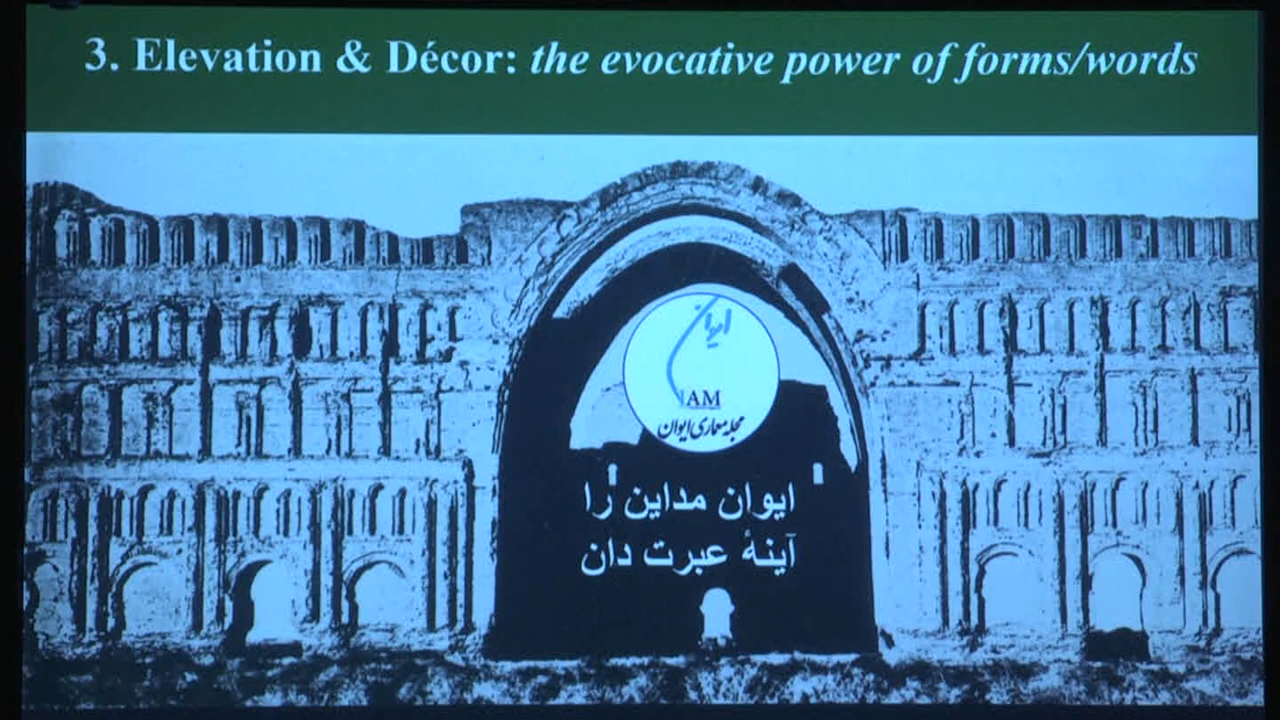 3. Elevation & Décor: the evocative power of forms/words
ایوان
IAM
مجله معماری ایوان
ایوان مداین را
آینهٔ عبرت دان